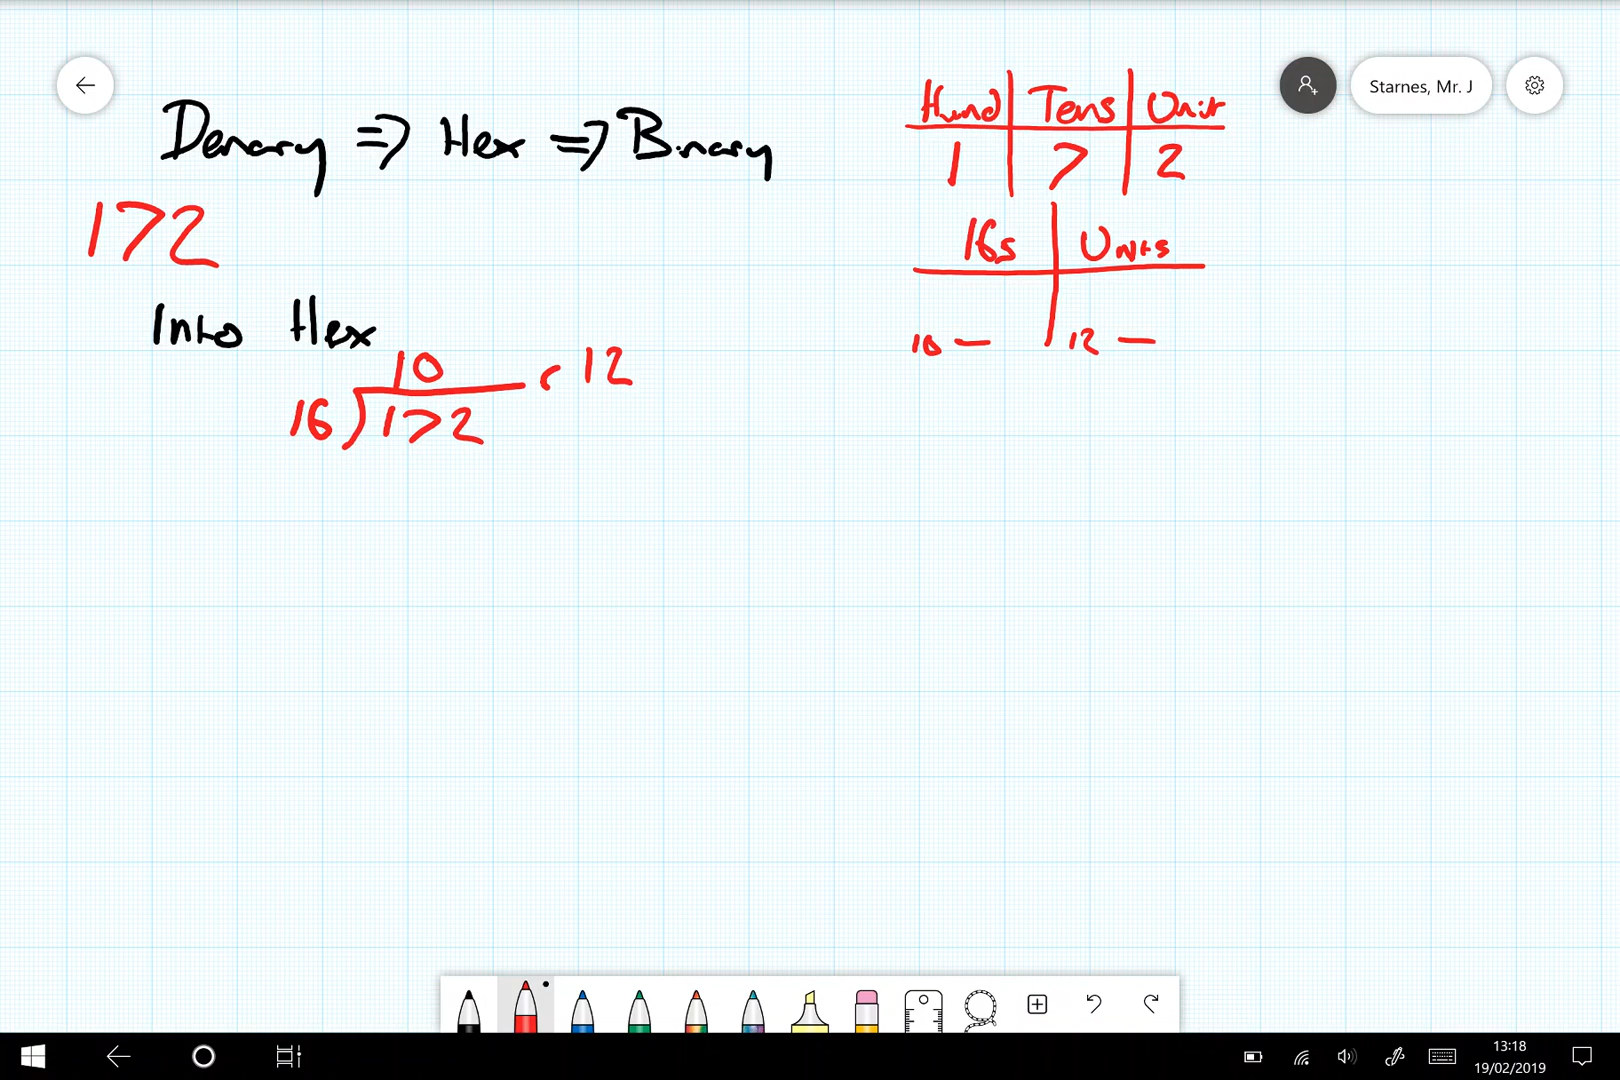 Denary => Hex => Binary
172
Into Hex
10 r 12
16 172
Hund Tens Unit
1 7 2
16s Units
10 – 12 –
Starnes, Mr. J
13:18
19/02/2019